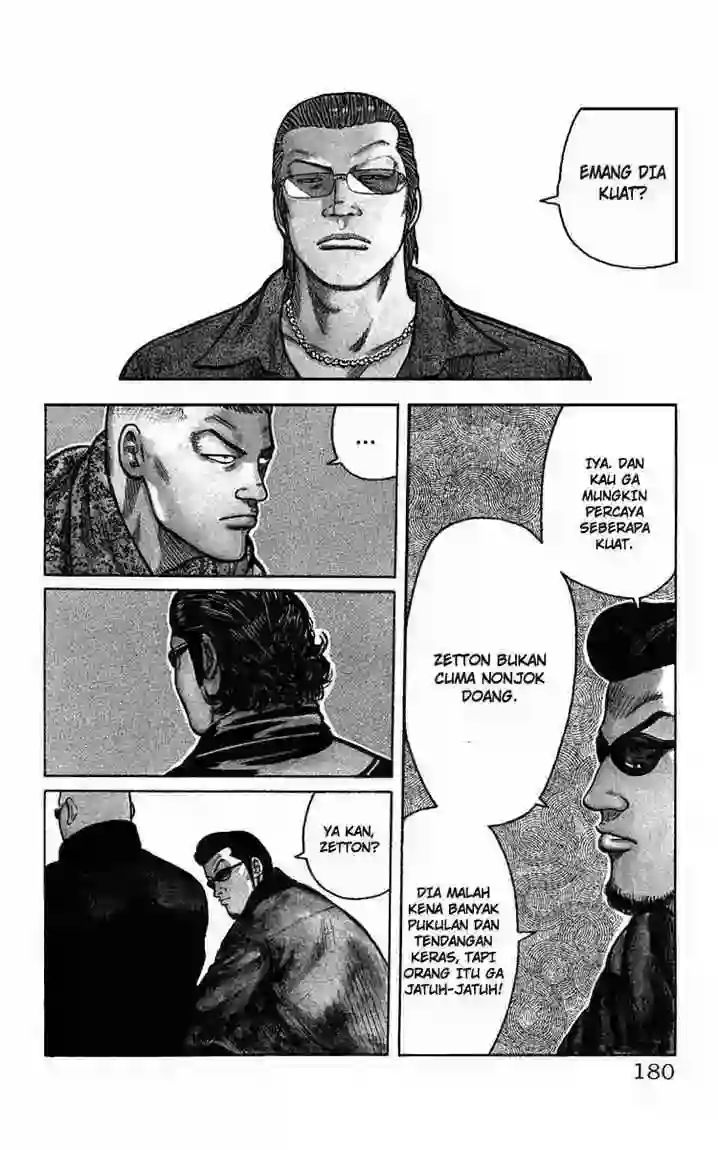 EMANG DIA
KUAT?
IYA. DAN
KAU GA
MUNGKIN
PERCAYA
SEBERAPA
KUAT.
ZETTON BUKAN
CUMA NONJOK
DOANG.
DIA MALAH
KENA BANYAK
PUKULAN DAN
TENDANGAN
KERAS, TAPI
ORANG ITU GA
JATUH-JATUH!
...
YA KAN,
ZETTON?
180